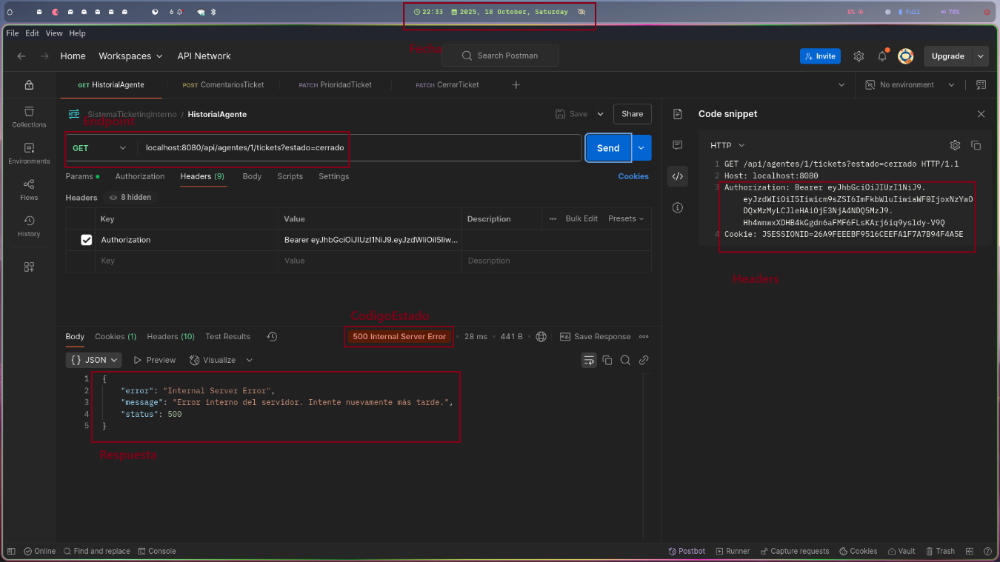 22:33 2025, 18 October, Saturday
6
8%
Full
70%
File Edit View Help
Home Workspaces API Network
Fecha
Search Postman
Invite
Upgrade
GET HistorialAgente
POST ComentariosTicket
PATCH PrioridadTicket
PATCH CerrarTicket
No environment
Collections
Environments
Flows
History
HTTP SistemaTicketingInterno / HistorialAgente
Endpoint
Save
Share
GET localhost:8080/api/agentes/1/tickets?estado=cerrado
Send
Params Authorization Headers (9) Body Scripts Settings
Cookies
Headers 8 hidden
Key Value Description Bulk Edit Presets
Authorization Bearer eyJhbGciOiJIUzI1NiJ9.eyJzdWIiOiI5Iiw...
Key Value Description
Code snippet
HTTP
1 GET /api/agentes/1/tickets?estado=cerrado HTTP/1.1
2 Host: localhost:8080
3 Authorization: Bearer eyJhbGciOiJIUzI1NiJ9.
eyJzdWIiOiI5Iiwicm9sZSI6ImFkbWluIiwiaWF0IjoxNzYwO
DQxMzMyLCJleHAiOjE3NjA4NDQ5MzJ9.
Hh4wnwxXDHB4kGgdn6aFMF6FLsKArj6iq9ysldy-V9Q
4 Cookie: JSESSIONID=26A9FEEEBF9516CEEFA1F7A7B94F4A5E
Headers
CodigoEstado
Body Cookies (1) Headers (10) Test Results
500 Internal Server Error • 28 ms • 441 B
Save Response
{} JSON Preview Visualize
1 {
2 "error": "Internal Server Error",
3 "message": "Error interno del servidor. Intente nuevamente más tarde.",
4 "status": 500
5 }
Respuesta
Online Find and replace Console
Postbot Runner Capture requests Cookies Vault Trash